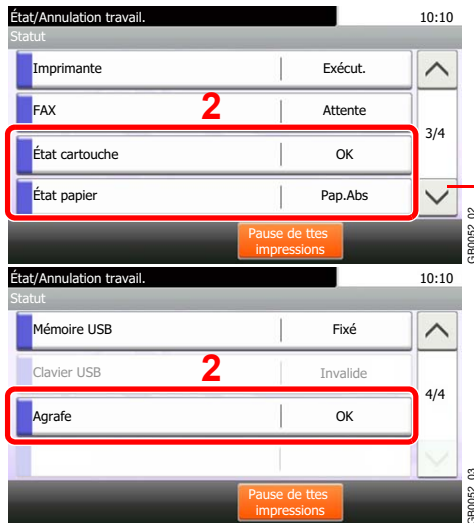 État/Annulation travail. 10:10
Statut
Imprimante Exécut.
FAX 2 Attente
3/4
État cartouche OK
État papier Pap.Abs
Pause de ttes
impressions
GB0052_02
État/Annulation travail. 10:10
Statut
Mémoire USB Fixé
Clavier USB 2 Invalide
4/4
Agrafe OK
Pause de ttes
impressions
GB0052_03